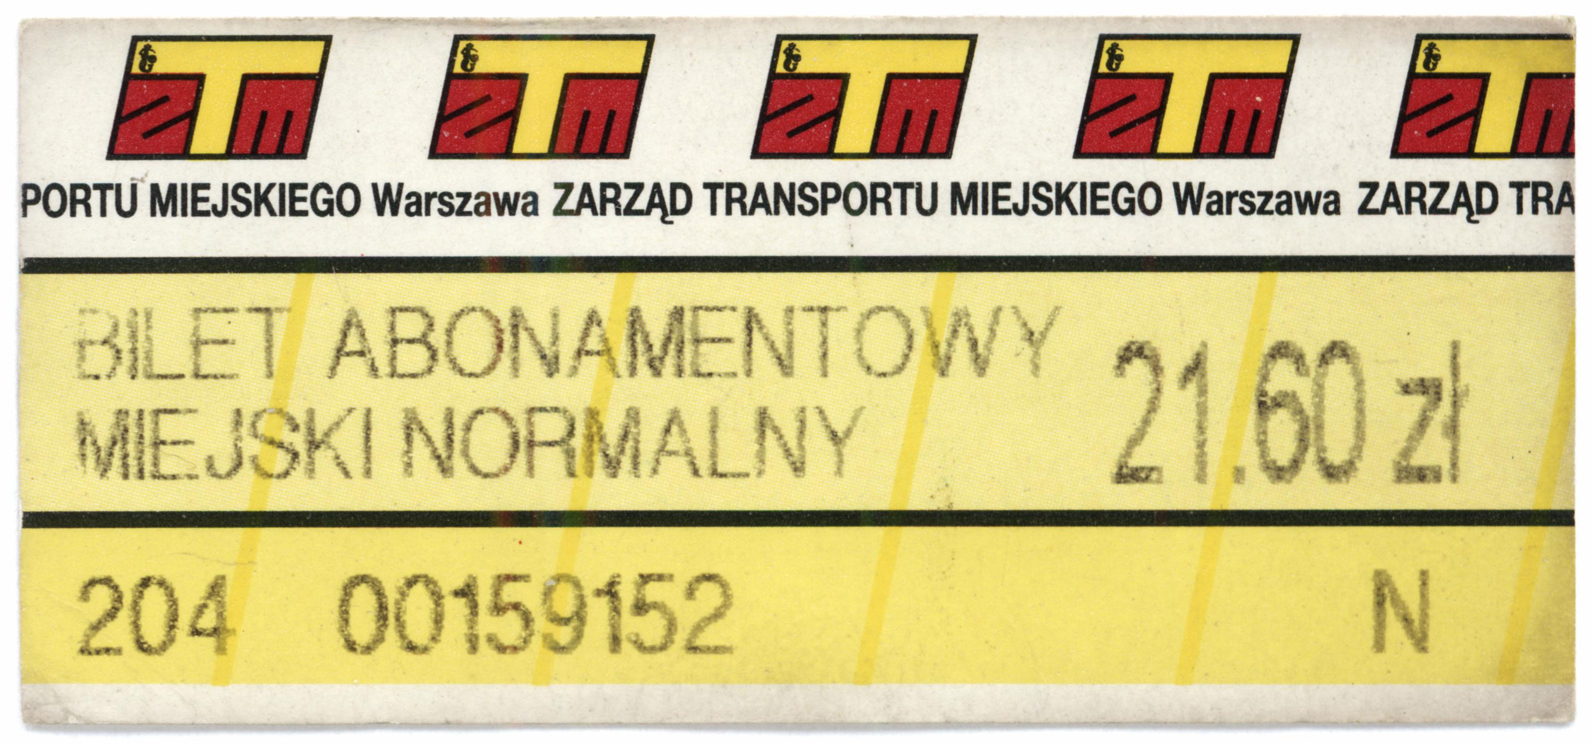 ZTM ZTM ZTM ZTM ZTM
PORTU MIEJSKIEGO Warszawa ZARZĄD TRANSPORTU MIEJSKIEGO Warszawa ZARZĄD TRA
BILET ABONAMENTOWY
MIEJSKI NORMALNY
21.60 zł
204 00159152 N